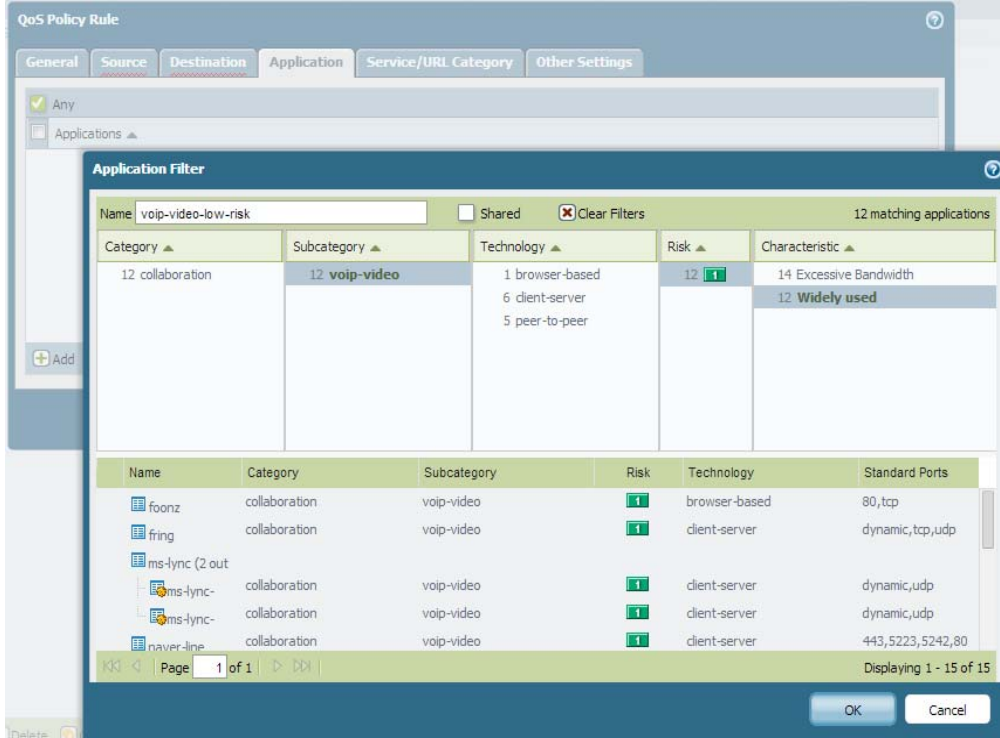 QoS Policy Rule
General Source Destination Application Service/URL Category Other Settings
Any
Applications
Application Filter
Name voip-video-low-risk Shared Clear Filters 12 matching applications
Category Subcategory Technology Risk Characteristic
12 collaboration 12 voip-video 1 browser-based 12 1 14 Excessive Bandwidth
6 client-server 12 Widely used
5 peer-to-peer
Add
Name Category Subcategory Risk Technology Standard Ports
foonz collaboration voip-video 1 browser-based 80,tcp
fring collaboration voip-video 1 client-server dynamic,tcp,udp
ms-lync (2 out
ms-lync- collaboration voip-video 1 client-server dynamic,udp
ms-lync- collaboration voip-video 1 client-server dynamic,udp
naver-line collaboration voip-video 1 client-server 443,5223,5242,80
Page 1 of 1 Displaying 1 - 15 of 15
OK Cancel
Delete